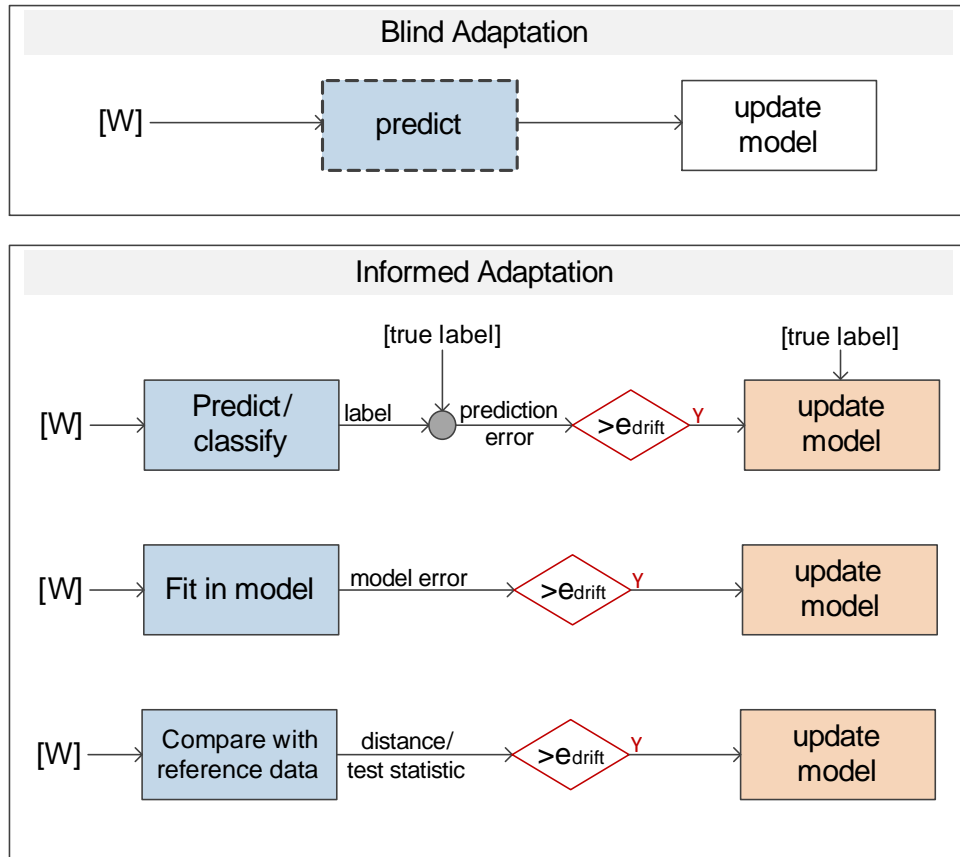 Blind Adaptation
[W]
predict
update
model
Informed Adaptation
[true label]
[true label]
[W]
Predict/
classify
label
prediction
error
>edrift
Y
update
model
[W]
Fit in model
model error
>edrift
Y
update
model
[W]
Compare with
reference data
distance/
test statistic
>edrift
Y
update
model